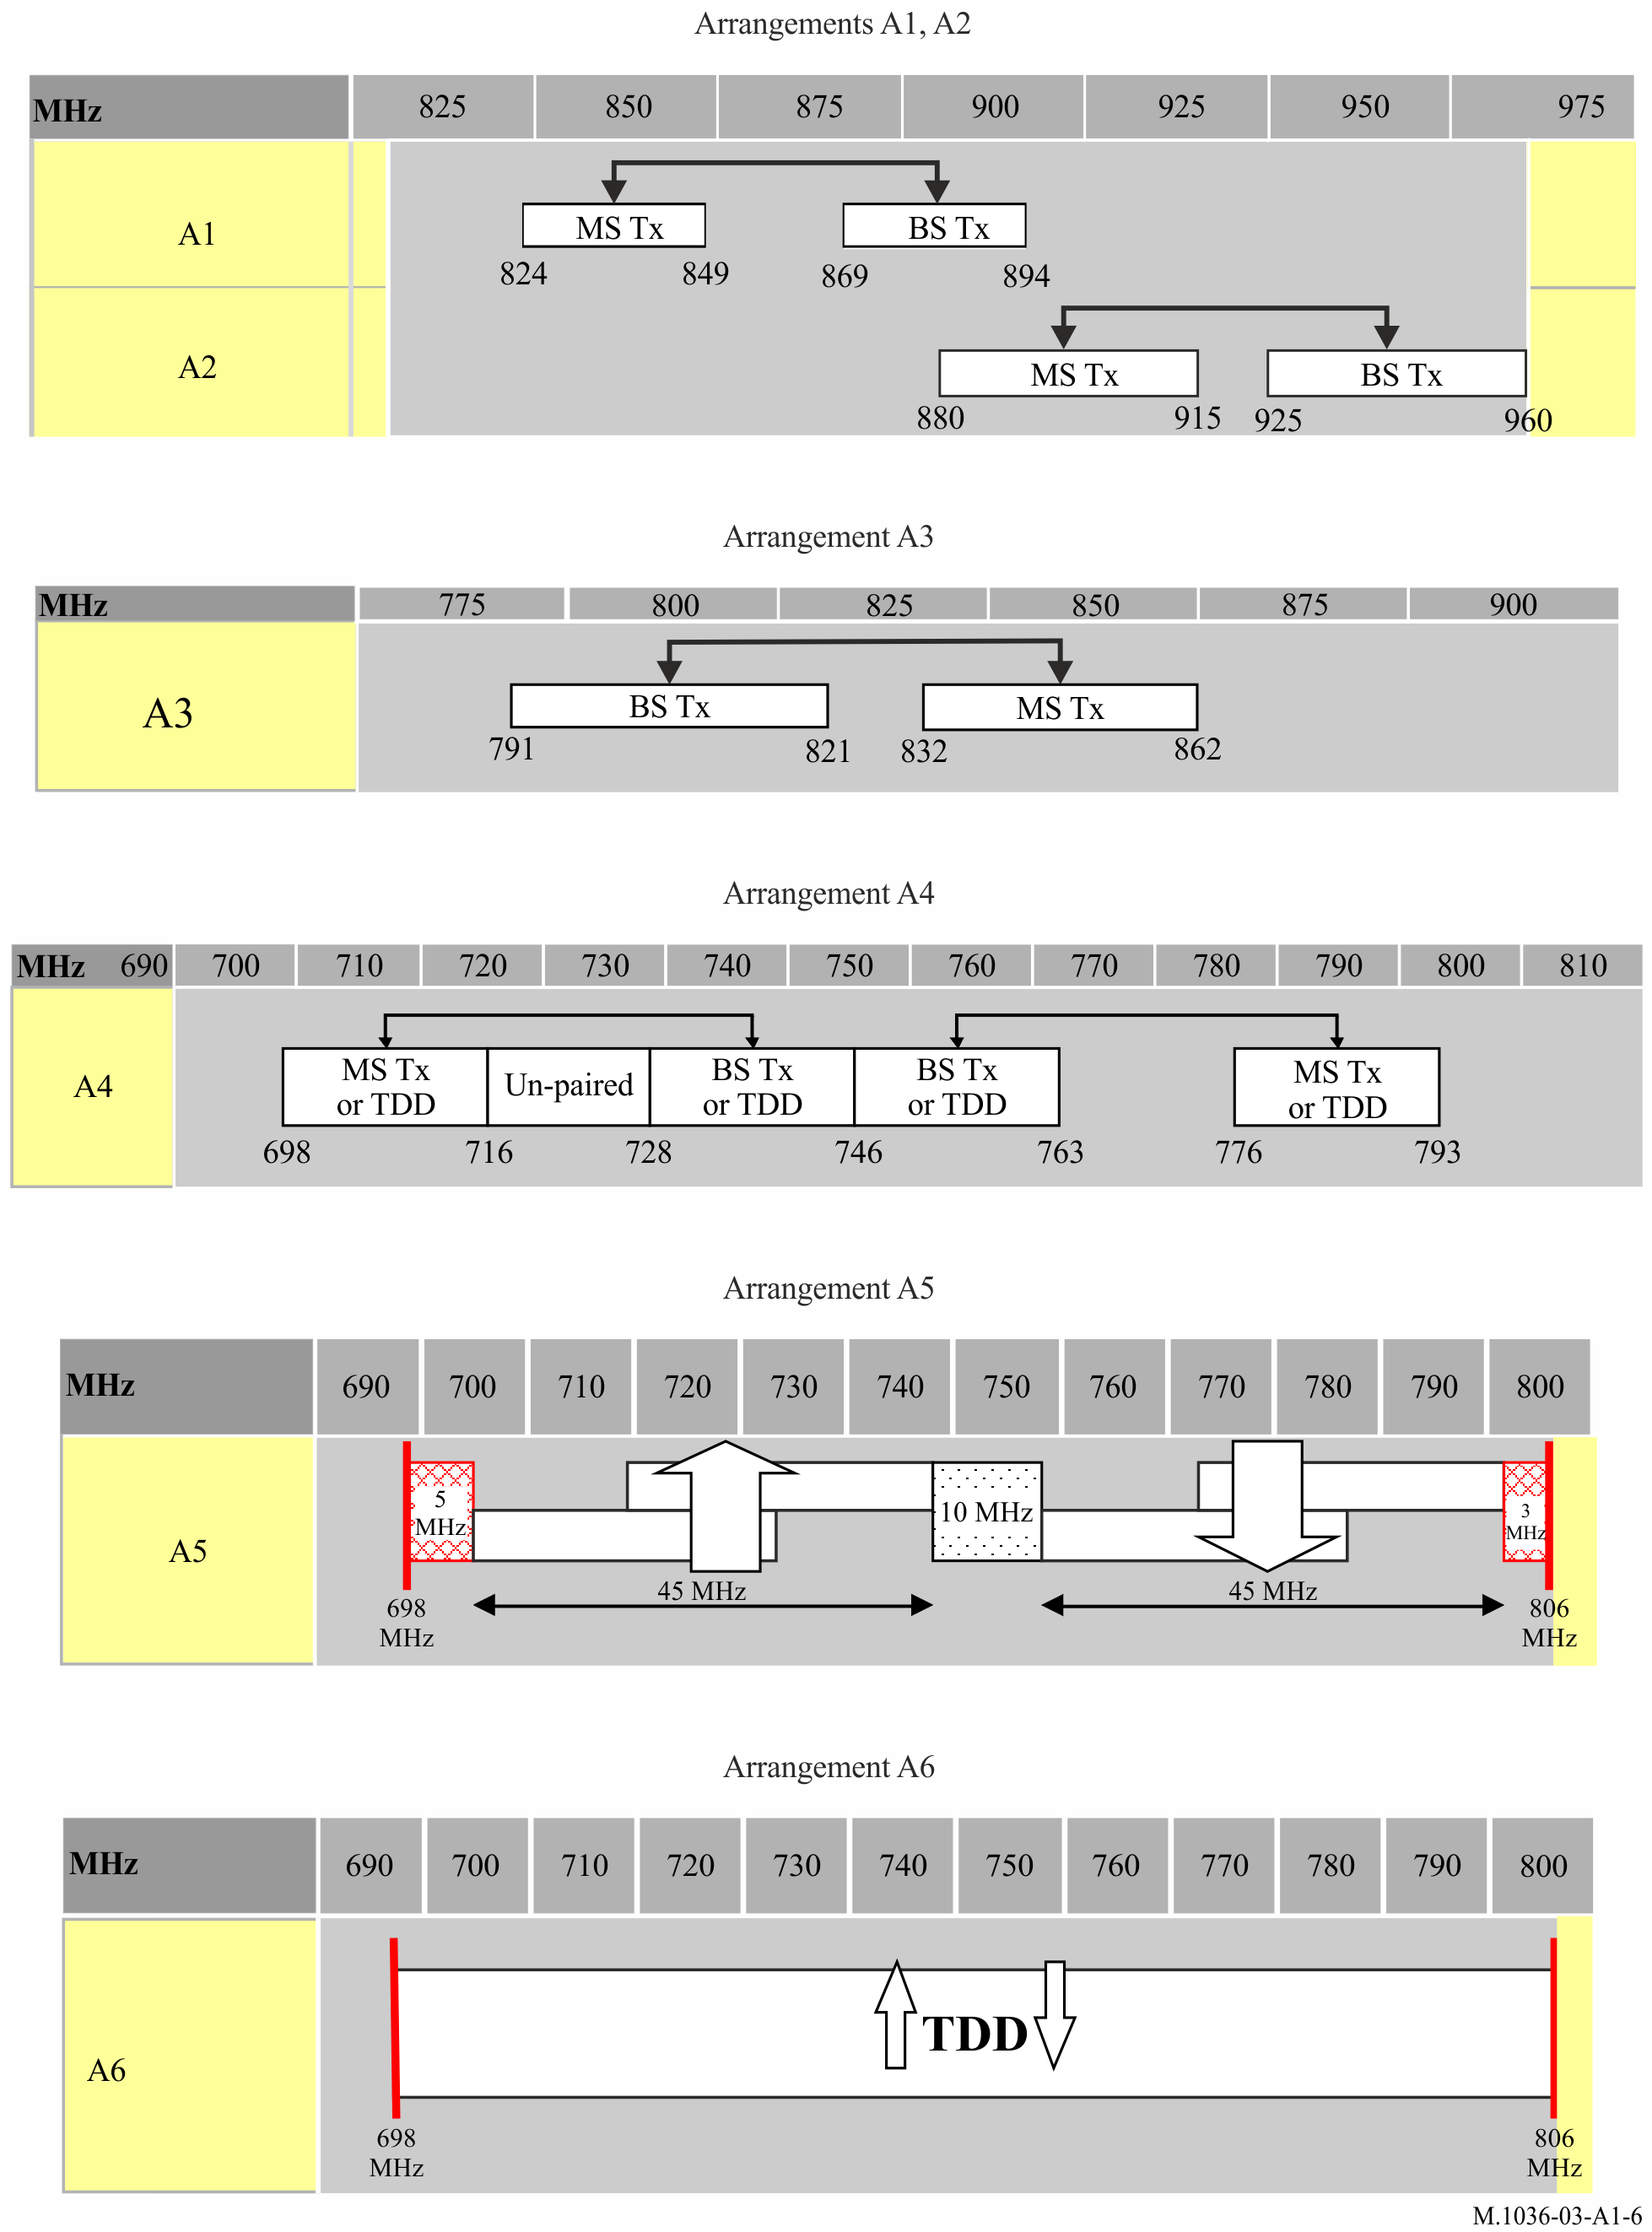 Arrangements A1, A2
MHz 825 850 875 900 925 950 975
A1
MS Tx BS Tx
824 849 869 894
A2
MS Tx BS Tx
880 915 925 960
Arrangement A3
MHz 775 800 825 850 875 900
A3
BS Tx MS Tx
791 821 832 862
Arrangement A4
MHz 690 700 710 720 730 740 750 760 770 780 790 800 810
A4
MS Tx
or TDD
Un-paired
BS Tx
or TDD
BS Tx
or TDD
MS Tx
or TDD
698 716 728 746 763 776 793
Arrangement A5
MHz 690 700 710 720 730 740 750 760 770 780 790 800
A5
5
MHz
10 MHz
3
MHz
45 MHz 45 MHz
698
MHz
806
MHz
Arrangement A6
MHz 690 700 710 720 730 740 750 760 770 780 790 800
A6
TDD
698
MHz
806
MHz
M.1036-03-A1-6